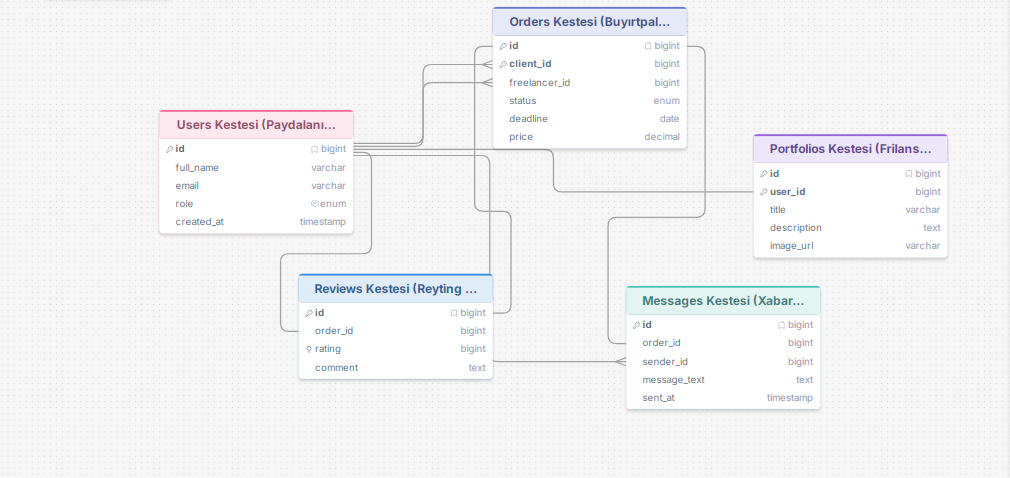 Orders Kestesi (Buyırtpal...
id bigint
client_id bigint
freelancer_id bigint
status enum
deadline date
price decimal
Users Kestesi (Paydalanı...
id bigint
full_name varchar
email varchar
role enum
created_at timestamp
Portfolios Kestesi (Frilans...
id bigint
user_id bigint
title varchar
description text
image_url varchar
Reviews Kestesi (Reyting ...
id bigint
order_id bigint
rating bigint
comment text
Messages Kestesi (Xabar...
id bigint
order_id bigint
sender_id bigint
message_text text
sent_at timestamp